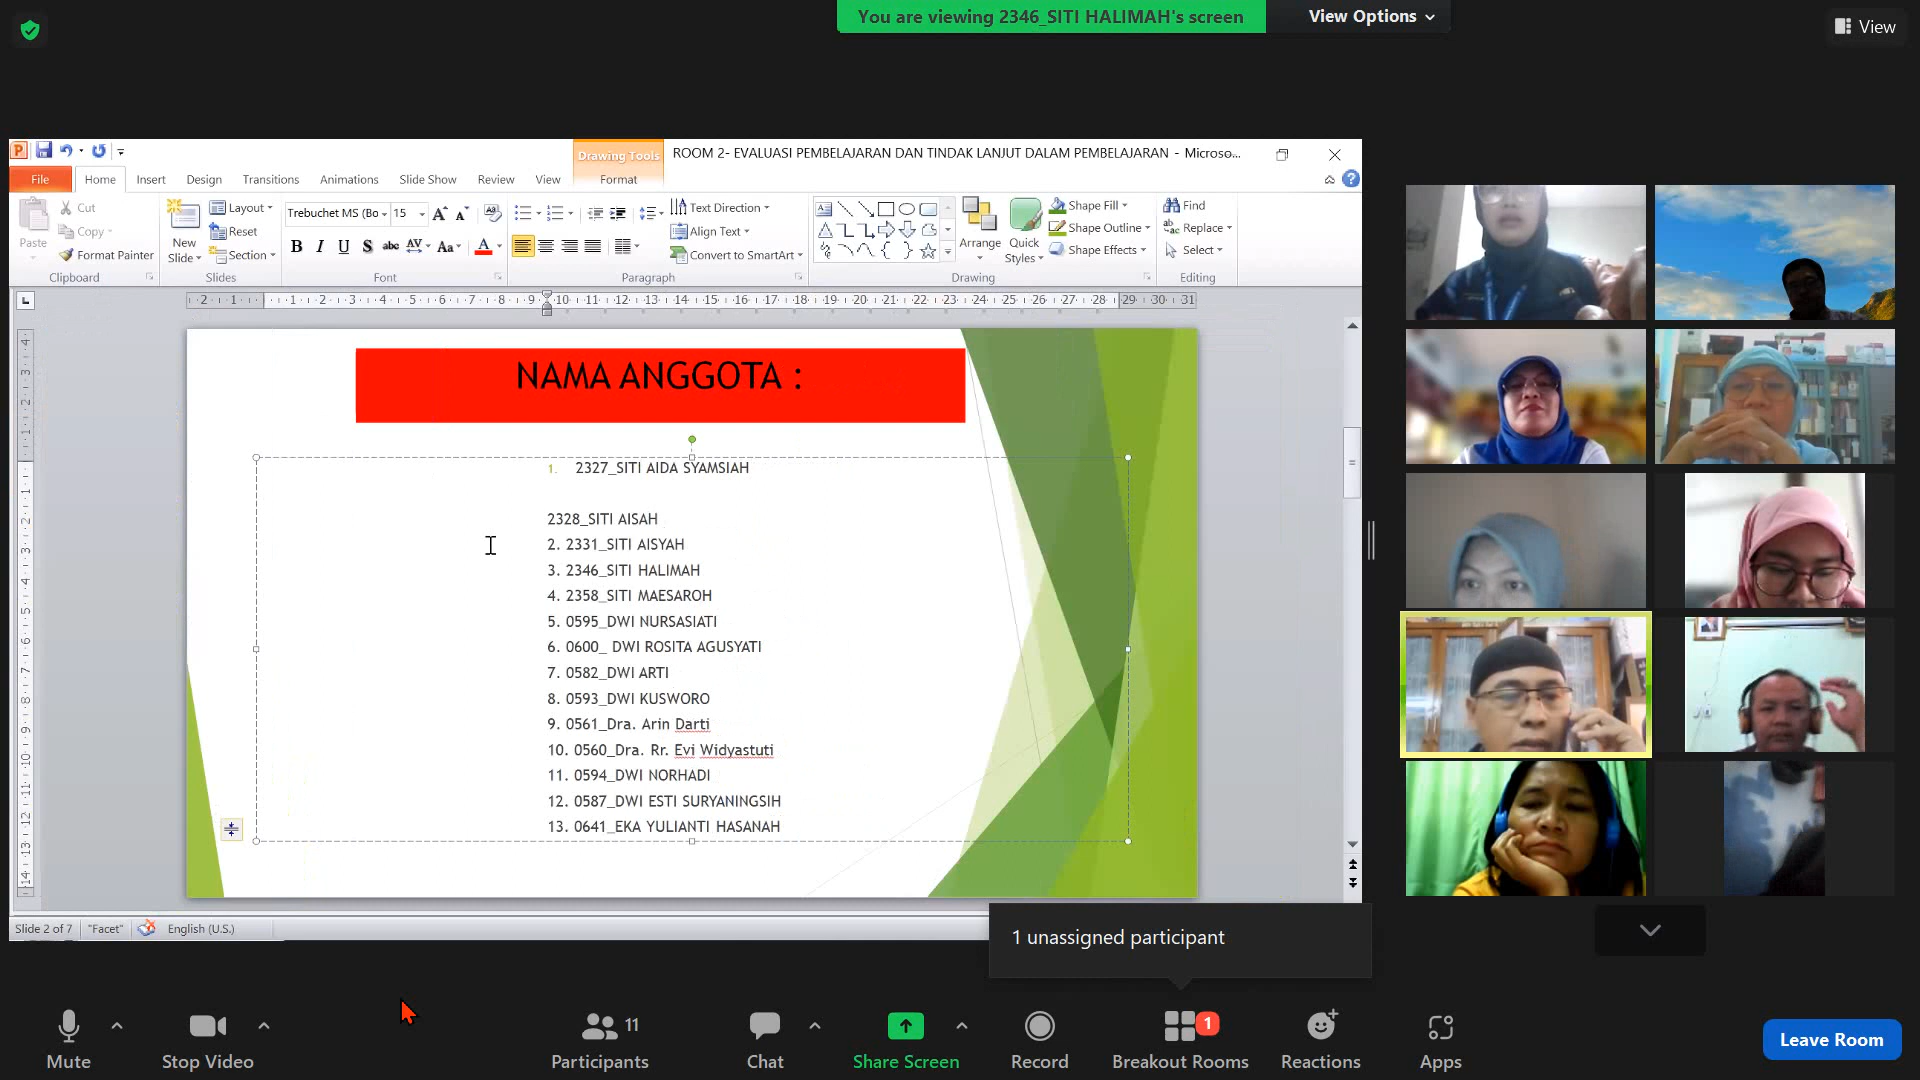 You are viewing 2346_SITI HALIMAH's screen
View Options
View
Drawing Tools
ROOM 2- EVALUASI PEMBELAJARAN DAN TINDAK LANJUT DALAM PEMBELAJARAN - Microso...
File Home Insert Design Transitions Animations Slide Show Review View Format
Paste
Cut
Copy
Format Painter
Clipboard
New Slide
Layout
Reset
Section
Slides
Trebuchet MS (Bo 15
B I U S abc AV Aa A
Font
Text Direction
Align Text
Convert to SmartArt
Paragraph
Arrange
Quick Styles
Shape Fill
Shape Outline
Shape Effects
Drawing
Find
Replace
Select
Editing
NAMA ANGGOTA :
1. 2327_SITI AIDA SYAMSIAH
2328_SITI AISAH
2. 2331_SITI AISYAH
3. 2346_SITI HALIMAH
4. 2358_SITI MAESAROH
5. 0595_DWI NURSASIATI
6. 0600_ DWI ROSITA AGUSYATI
7. 0582_DWI ARTI
8. 0593_DWI KUSWORO
9. 0561_Dra. Arin Darti
10. 0560_Dra. Rr. Evi Widyastuti
11. 0594_DWI NORHADI
12. 0587_DWI ESTI SURYANINGSIH
13. 0641_EKA YULIANTI HASANAH
Slide 2 of 7 "Facet" English (U.S.)
1 unassigned participant
Mute
Stop Video
Participants 11
Chat
Share Screen
Record
Breakout Rooms 1
Reactions
Apps
Leave Room